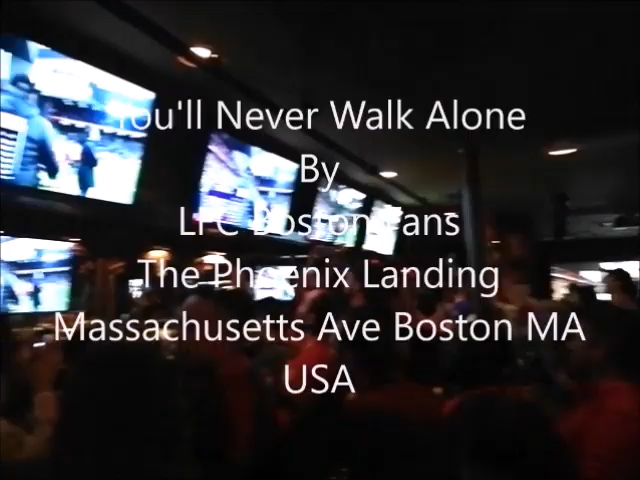 You'll Never Walk Alone
By
LFC Boston Fans
The Phoenix Landing
Massachusetts Ave Boston MA
USA